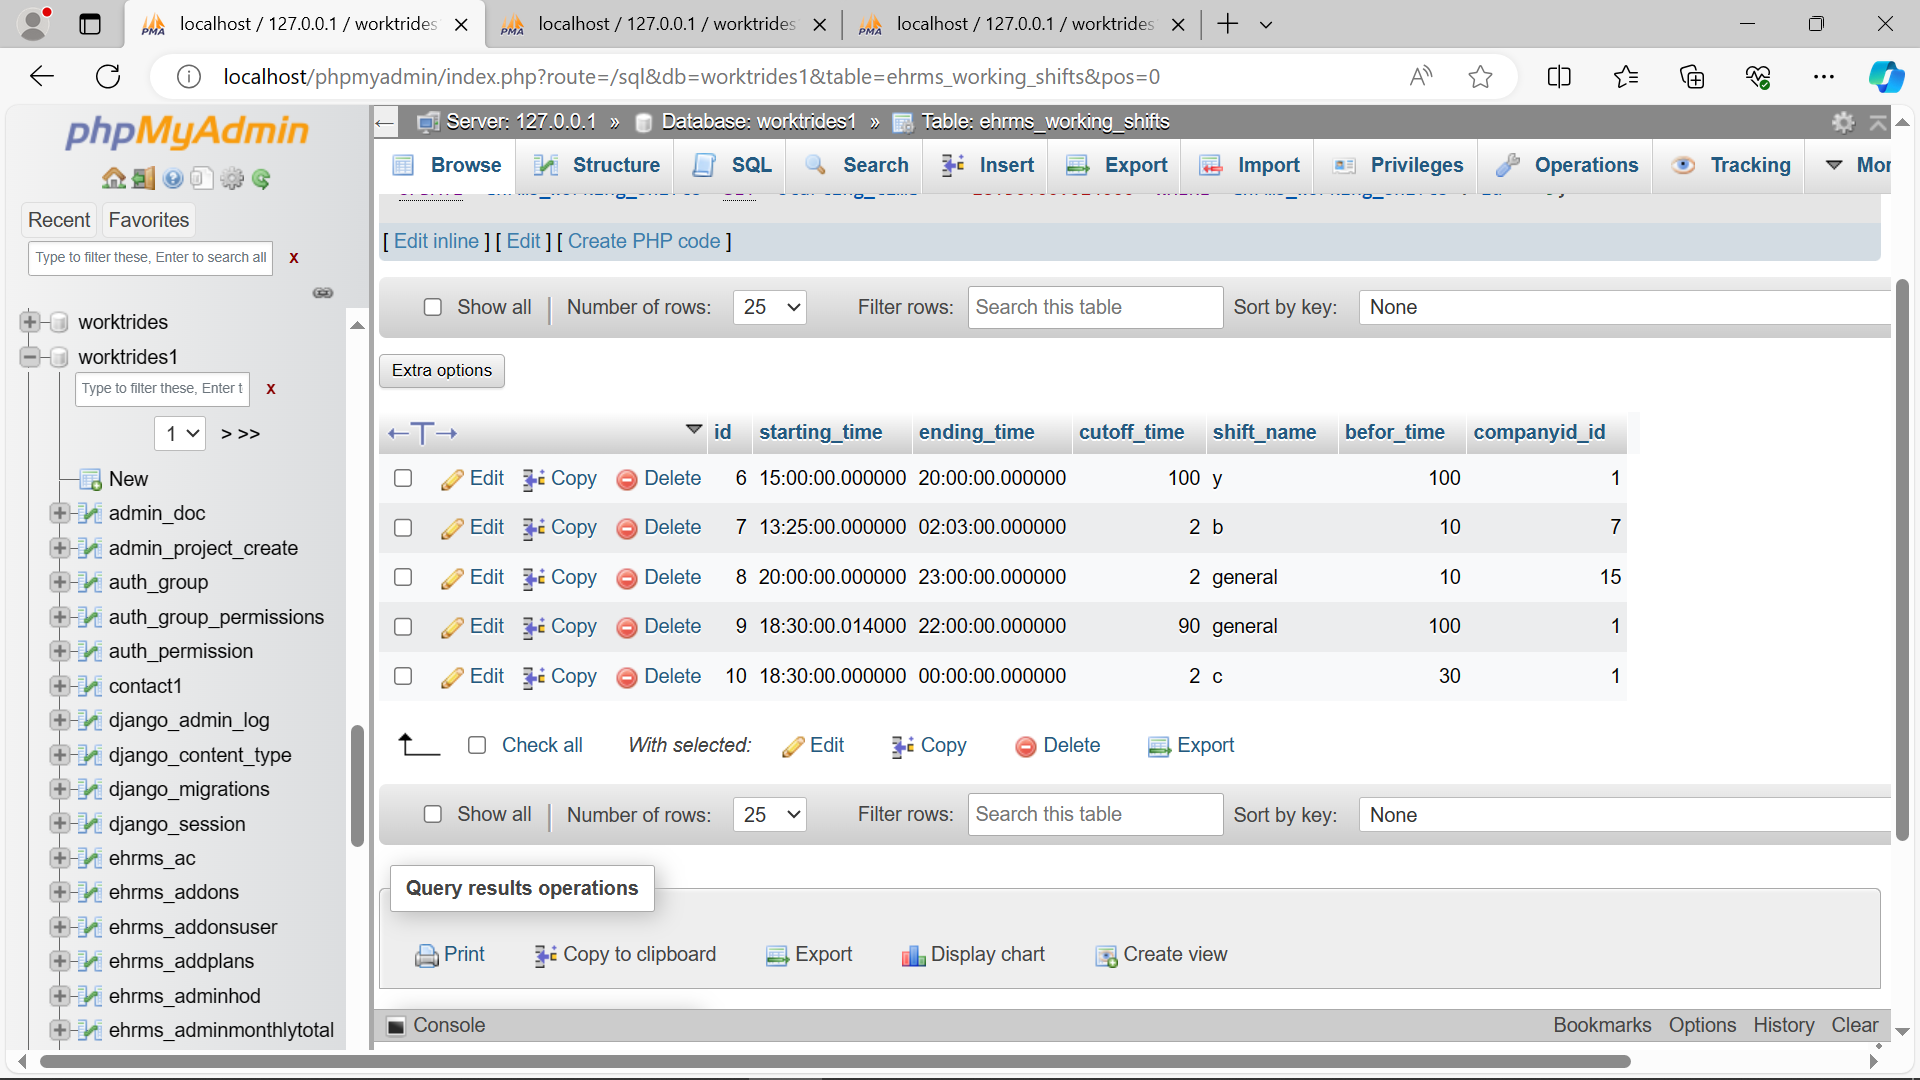 localhost / 127.0.0.1 / worktrides
localhost / 127.0.0.1 / worktrides
localhost / 127.0.0.1 / worktrides
localhost/phpmyadmin/index.php?route=/sql&db=worktrides1&table=ehrms_working_shifts&pos=0
phpMyAdmin
Recent Favorites
Type to filter these, Enter to search all X
worktrides
worktrides1
Type to filter these, Enter t X
1 > >>
New
admin_doc
admin_project_create
auth_group
auth_group_permissions
auth_permission
contact1
django_admin_log
django_content_type
django_migrations
django_session
ehrms_ac
ehrms_addons
ehrms_addonsuser
ehrms_addplans
ehrms_adminhod
ehrms_adminmonthlytotal
Server: 127.0.0.1 » Database: worktrides1 » Table: ehrms_working_shifts
Browse Structure SQL Search Insert Export Import Privileges Operations Tracking Mor
[ Edit inline ] [ Edit ] [ Create PHP code ]
Show all | Number of rows: 25 Filter rows: Search this table Sort by key: None
Extra options
id starting_time ending_time cutoff_time shift_name befor_time companyid_id
Edit Copy Delete 6 15:00:00.000000 20:00:00.000000 100 y 100 1
Edit Copy Delete 7 13:25:00.000000 02:03:00.000000 2 b 10 7
Edit Copy Delete 8 20:00:00.000000 23:00:00.000000 2 general 10 15
Edit Copy Delete 9 18:30:00.014000 22:00:00.000000 90 general 100 1
Edit Copy Delete 10 18:30:00.000000 00:00:00.000000 2 c 30 1
Check all With selected: Edit Copy Delete Export
Show all | Number of rows: 25 Filter rows: Search this table Sort by key: None
Query results operations
Print Copy to clipboard Export Display chart Create view
Console Bookmarks Options History Clear